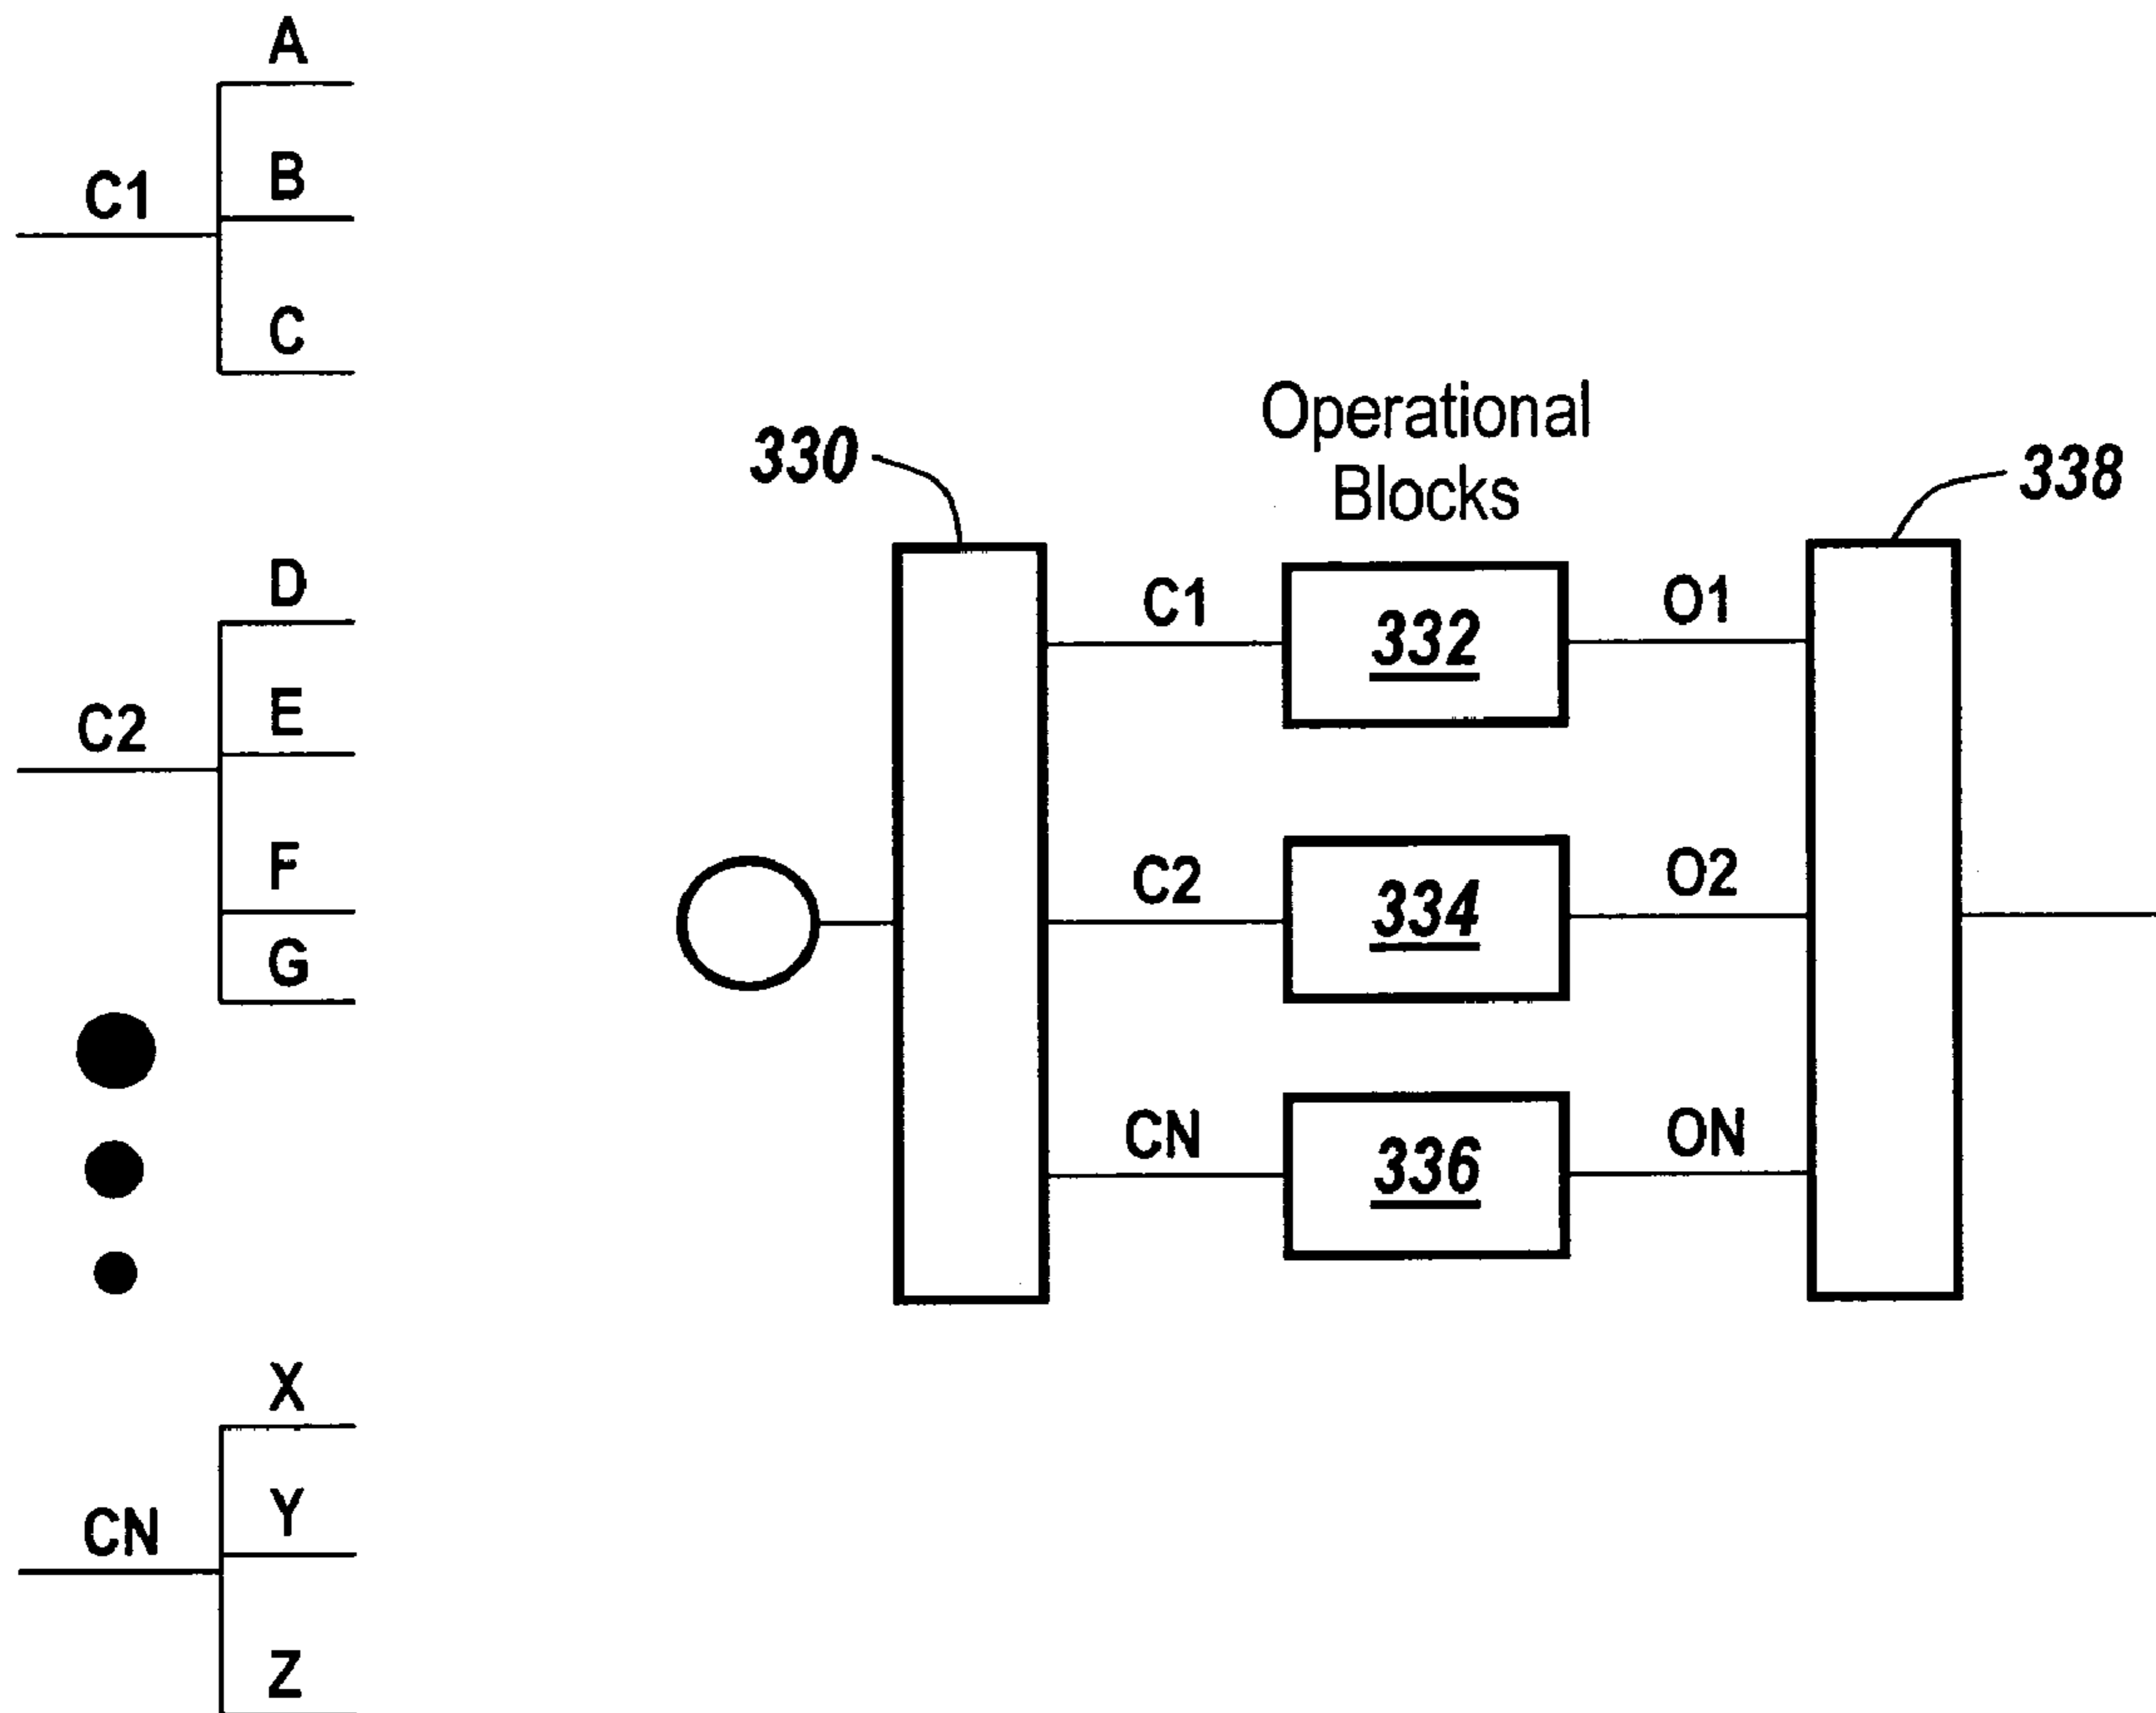 A
B
C1
C
D
E
C2
F
G
X
Y
CN
Z
Operational
Blocks
330
338
C1
332
O1
C2
334
O2
CN
336
ON